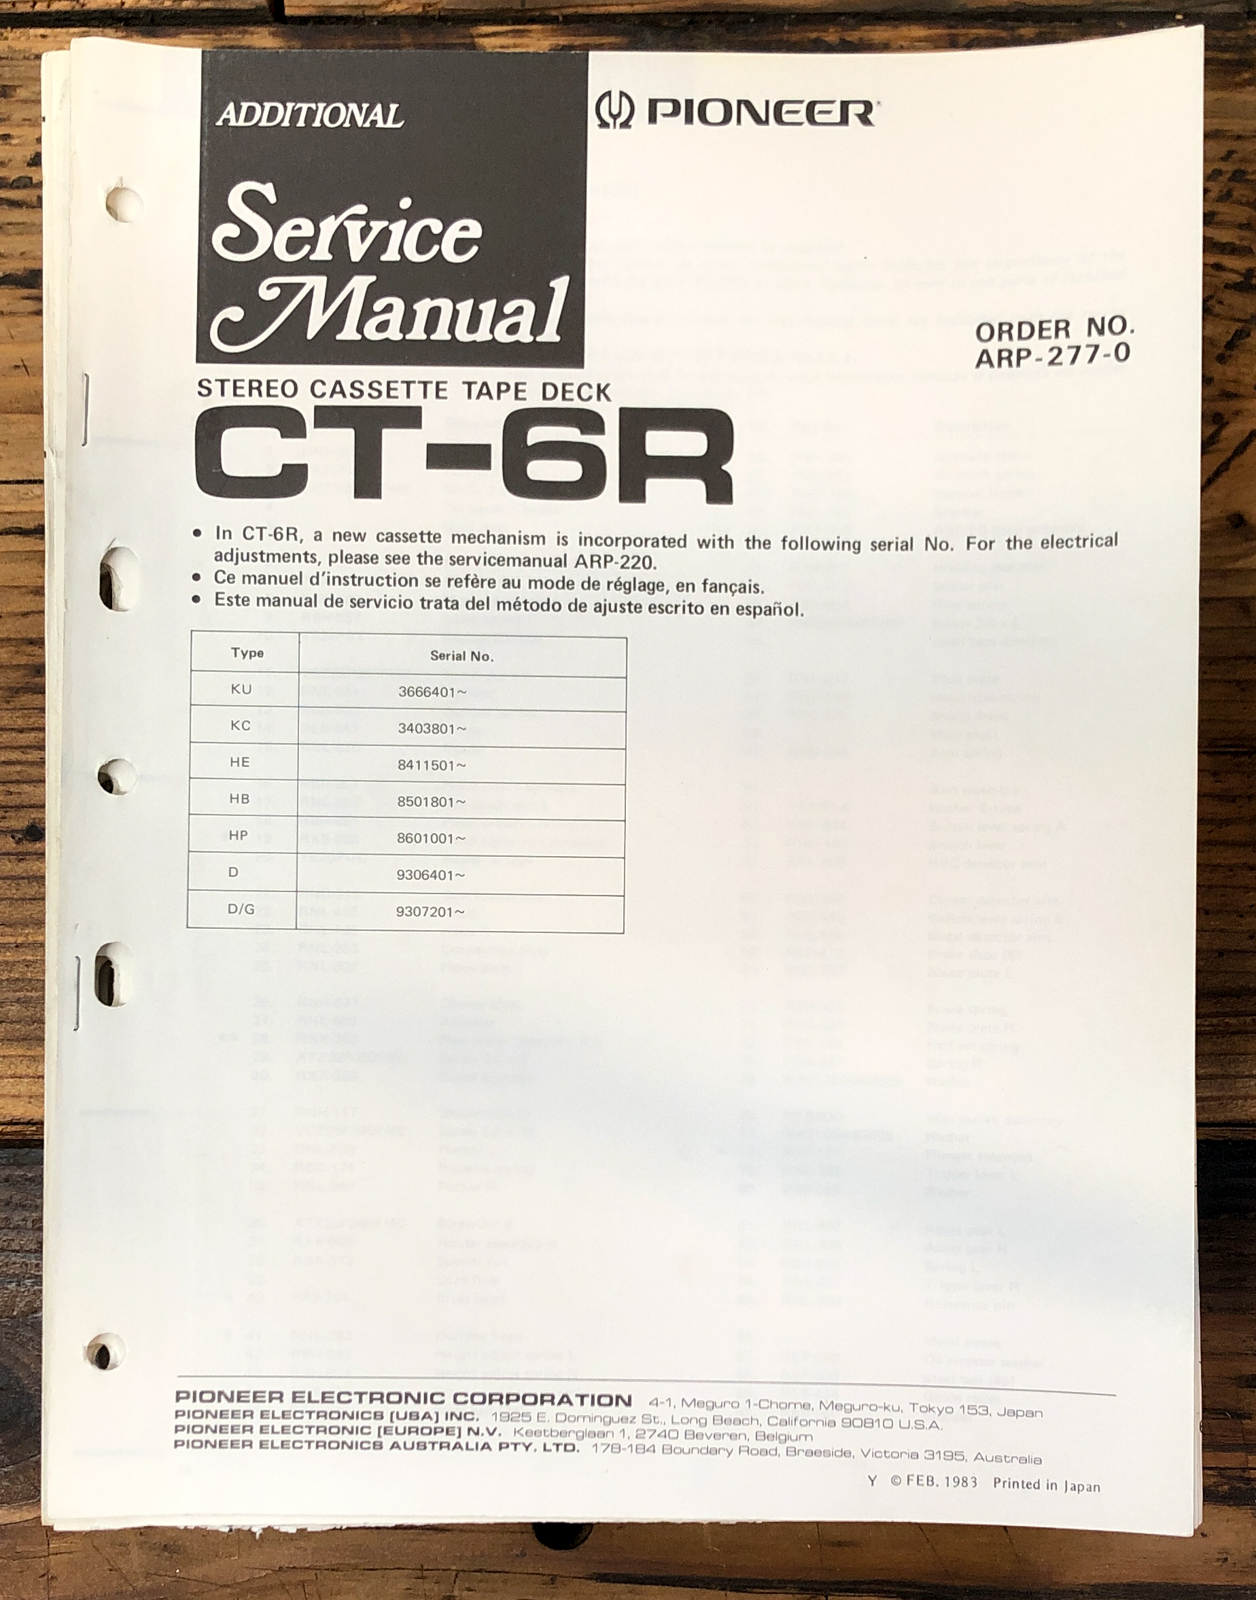 ADDITIONAL
Service
Manual
PIONEER
ORDER NO.
ARP-277-0
STEREO CASSETTE TAPE DECK
CT-6R
• In CT-6R, a new cassette mechanism is incorporated with the following serial No. For the electrical
adjustments, please see the servicemanual ARP-220.
• Ce manuel d'instruction se refère au mode de réglage, en fançais.
• Este manual de servicio trata del método de ajuste escrito en español.
Type Serial No.
KU 3666401~
KC 3403801~
HE 8411501~
HB 8501801~
HP 8601001~
D 9306401~
D/G 9307201~
PIONEER ELECTRONIC CORPORATION 4-1, Meguro 1-Chome, Meguro-ku, Tokyo 153, Japan
PIONEER ELECTRONICS [USA] INC. 1925 E. Dominguez St., Long Beach, California 90810 U.S.A.
PIONEER ELECTRONIC [EUROPE] N.V. Keetberglaan 1, 2740 Beveren, Belgium
PIONEER ELECTRONICS AUSTRALIA PTY. LTD. 178-184 Boundary Road, Braeside, Victoria 3195, Australia
Y © FEB. 1983 Printed in Japan